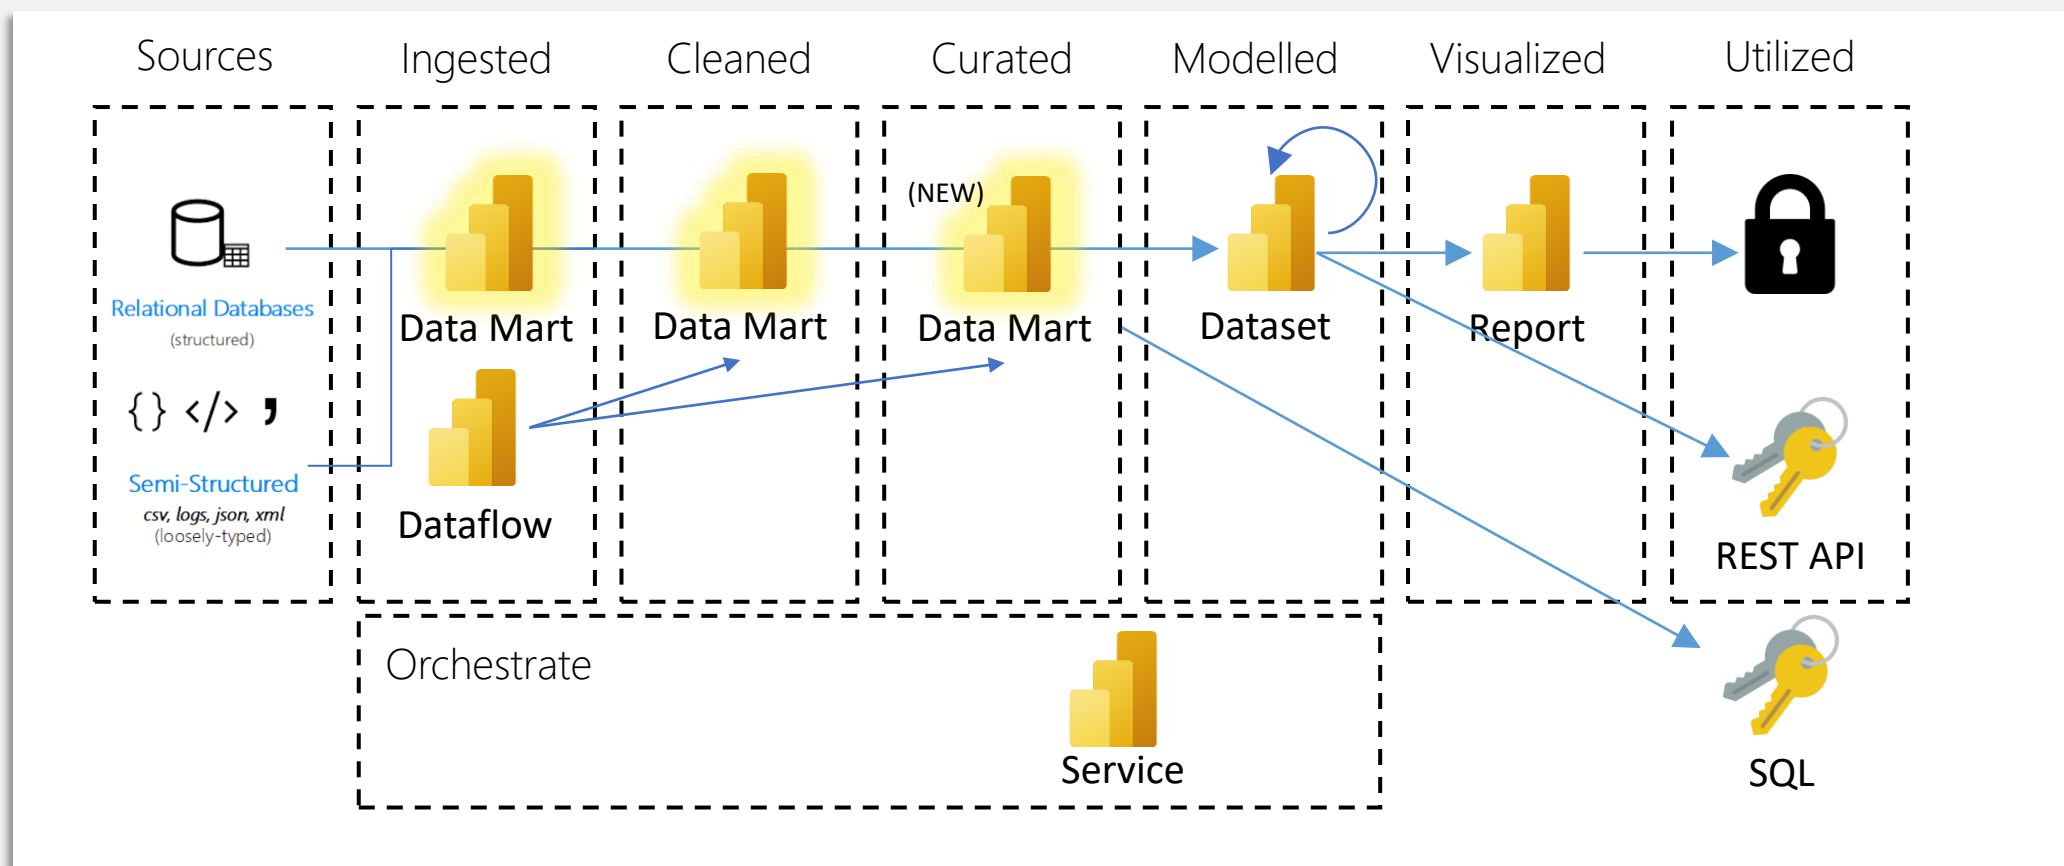 Sources
Ingested
Cleaned
Curated
Modelled
Visualized
Utilized
Relational Databases
(structured)
{ } </> ,
Semi-Structured
csv, logs, json, xml
(loosely-typed)
Data Mart
Dataflow
Data Mart
(NEW)
Data Mart
Dataset
Report
REST API
SQL
Orchestrate
Service